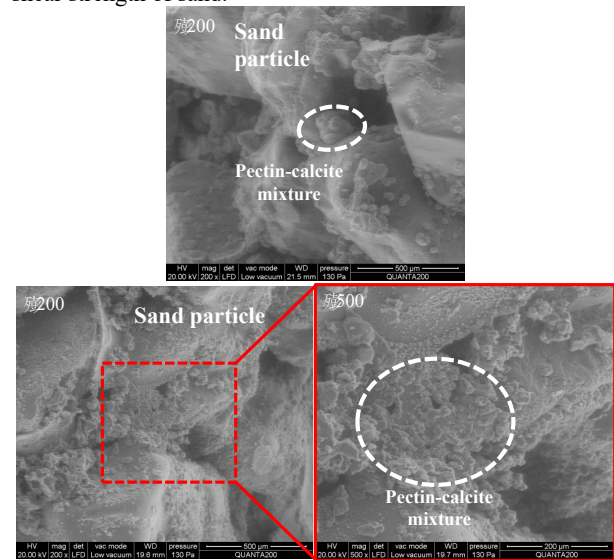 shear strength of sand.
200
Sand
particle
Pectin-calcite
mixture
HV mag det vac mode WD pressure 500 μm
20.00 kV 200 x LFD Low vacuum 21.5 mm 130 Pa QUANTA200
200
Sand particle
HV mag det vac mode WD pressure 500 μm
20.00 kV 200 x LFD Low vacuum 19.6 mm 130 Pa QUANTA200
500
Pectin-calcite
mixture
HV mag det vac mode WD pressure 200 μm
20.00 kV 500 x LFD Low vacuum 19.7 mm 130 Pa QUANTA200